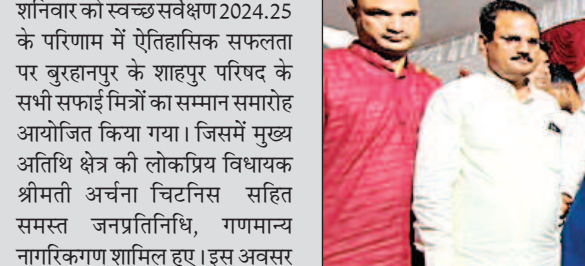 शनिवार को स्वच्छ सर्वेक्षण 2024.25
के परिणाम में ऐतिहासिक सफलता
पर बुरहानपुर के शाहपुर परिषद के
सभी सफाई मित्रों का सम्मान समारोह
आयोजित किया गया। जिसमें मुख्य
अतिथि क्षेत्र की लोकप्रिय विधायक
श्रीमती अर्चना चिटनिस सहित
समस्त जनप्रतिनिधि, गणमान्य
नागरिकगण शामिल हुए। इस अवसर